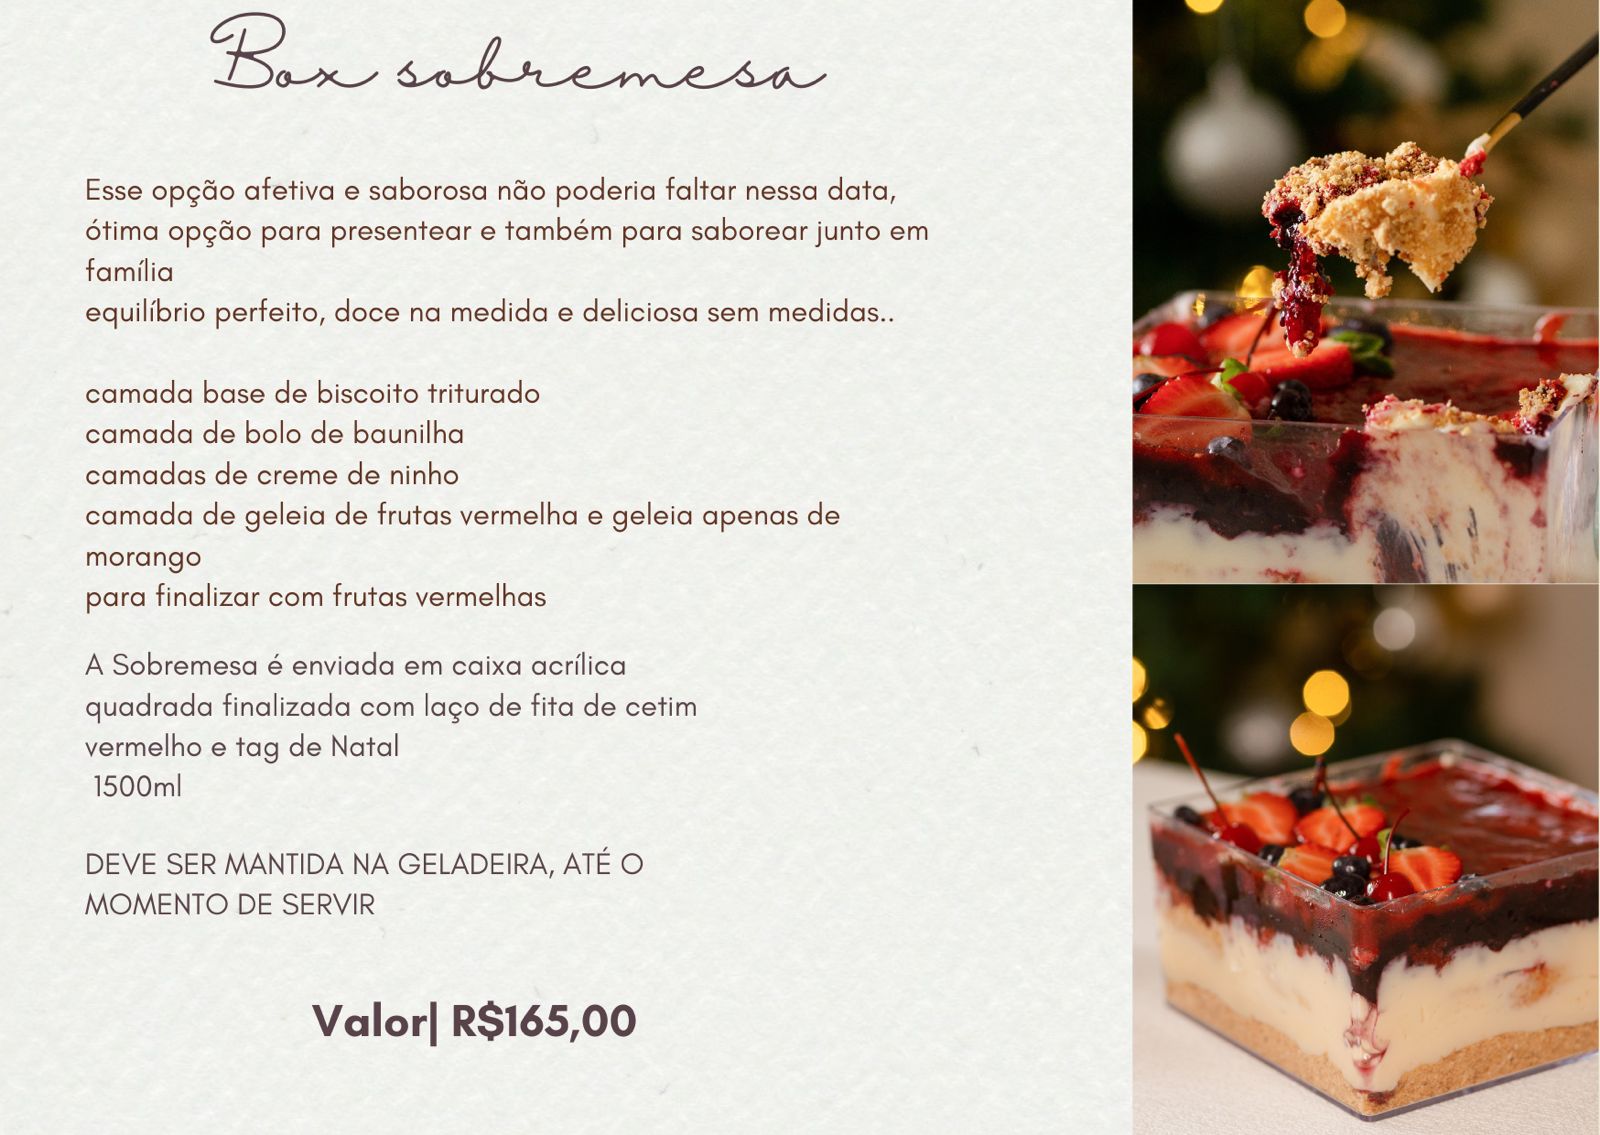 Box sobremesa
Esse opção afetiva e saborosa não poderia faltar nessa data,
ótima opção para presentear e também para saborear junto em
família
equilíbrio perfeito, doce na medida e deliciosa sem medidas..
camada base de biscoito triturado
camada de bolo de baunilha
camadas de creme de ninho
camada de geleia de frutas vermelha e geleia apenas de
morango
para finalizar com frutas vermelhas
A Sobremesa é enviada em caixa acrílica
quadrada finalizada com laço de fita de cetim
vermelho e tag de Natal
1500ml
DEVE SER MANTIDA NA GELADEIRA, ATÉ O
MOMENTO DE SERVIR
Valor| R$165,00